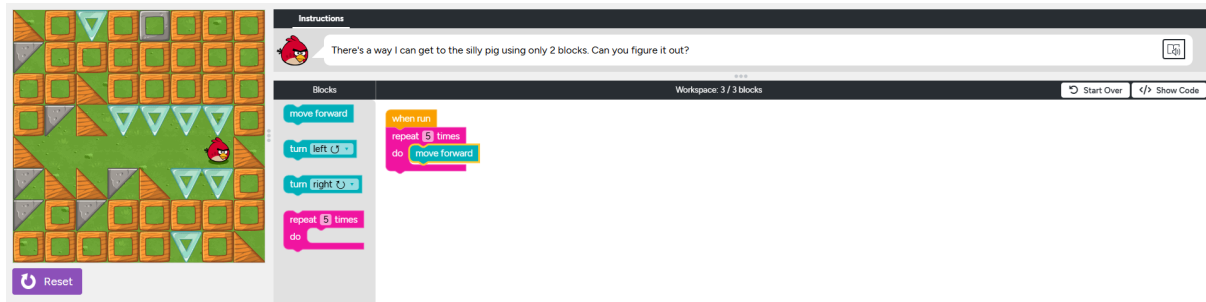 Instructions
There's a way I can get to the silly pig using only 2 blocks. Can you figure it out?
Blocks
Workspace: 3 / 3 blocks
Start Over
</> Show Code
move forward
turn left
turn right
repeat 5 times
do
when run
repeat 5 times
do move forward
Reset